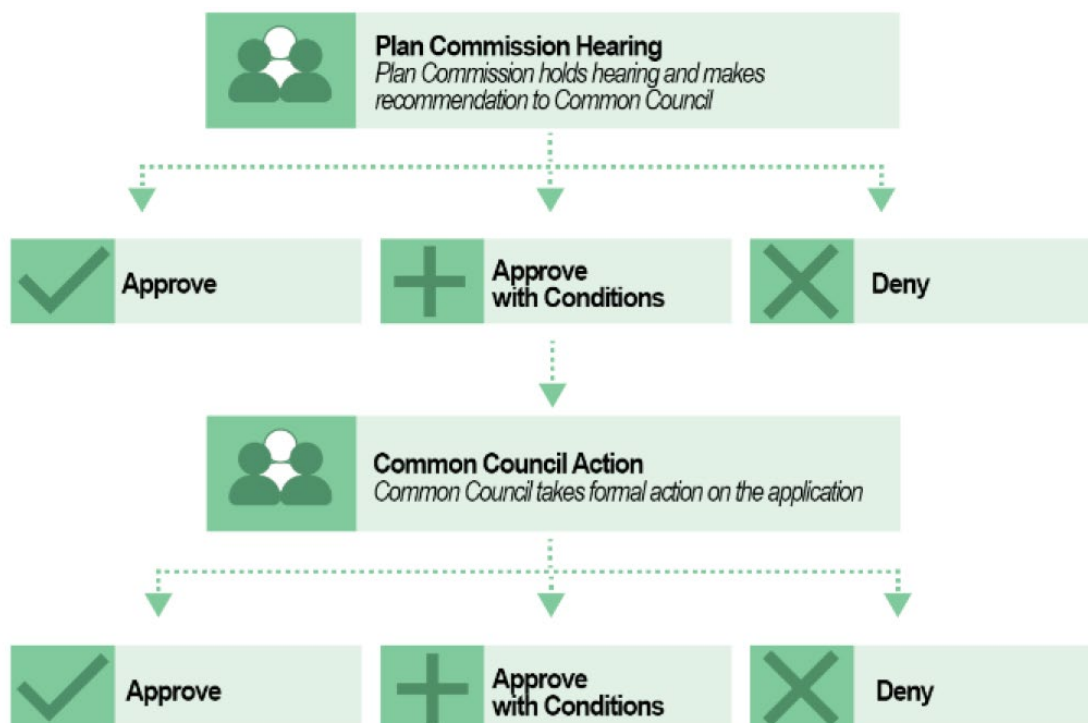 Plan Commission Hearing
Plan Commission holds hearing and makes
recommendation to Common Council
Approve
Approve
with Conditions
Deny
Common Council Action
Common Council takes formal action on the application
Approve
Approve
with Conditions
Deny